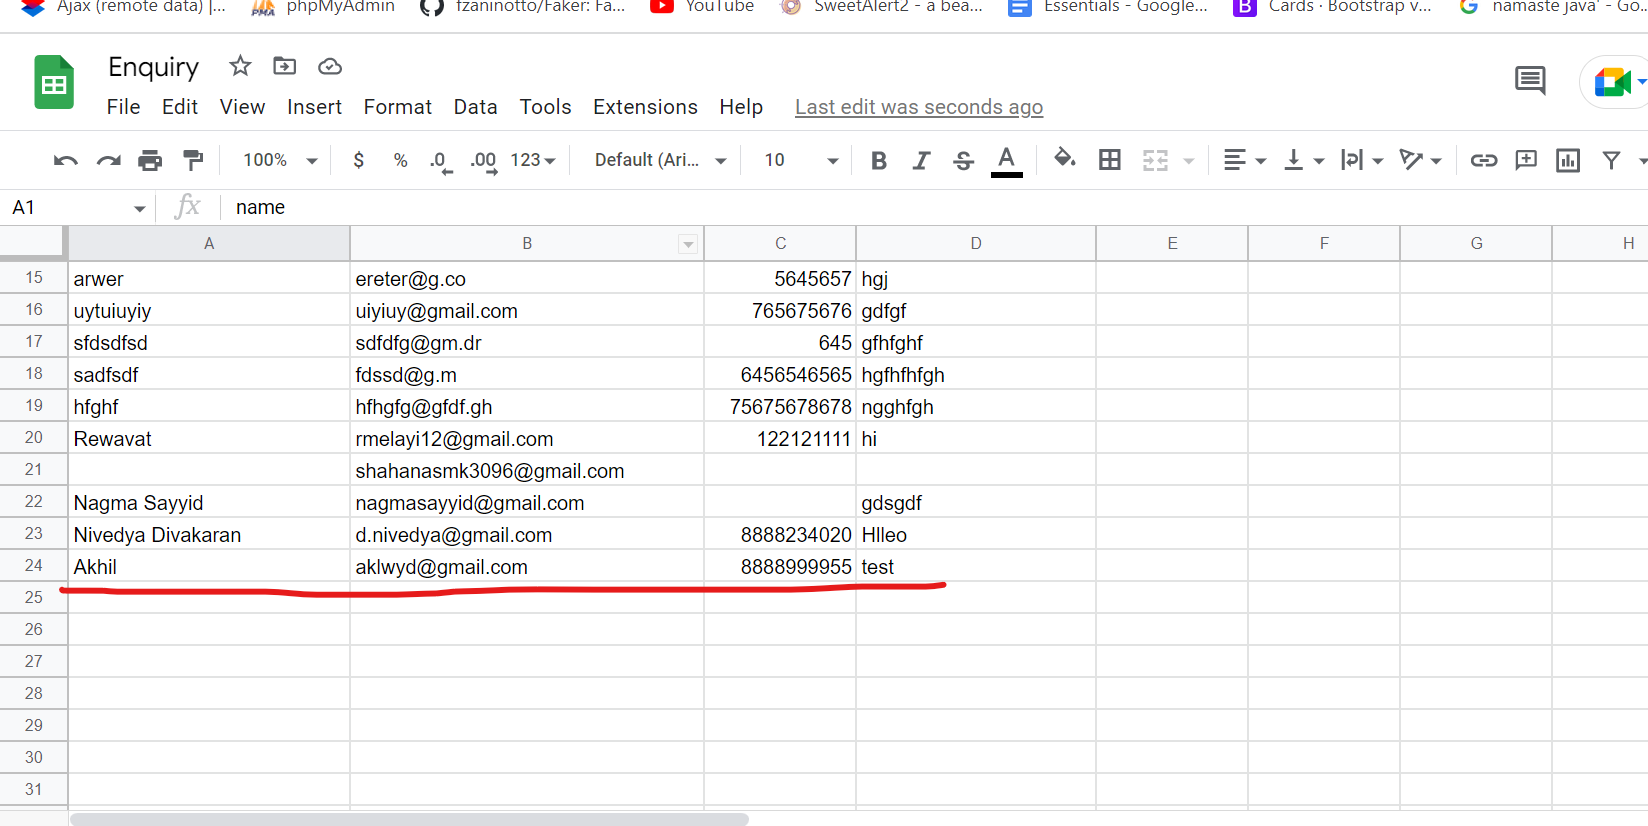 Ajax (remote data) |... phpMyAdmin fzaninotto/Faker: Fa... YouTube SweetAlert2 - a bea... Essentials - Google... B Cards · Bootstrap v... namaste java' - Go...
PMA
Enquiry
File Edit View Insert Format Data Tools Extensions Help Last edit was seconds ago
100% $ % .0 .00 123 Default (Ari... 10 B I S A
A1 fx name
A B C D E F G H
15 arwer ereter@g.co 5645657 hgj
16 uytuiuyiy uiyiuy@gmail.com 765675676 gdfgf
17 sfdsdfsd sdfdfg@gm.dr 645 gfhfghf
18 sadfsdf fdssd@g.m 6456546565 hgfhfhfgh
19 hfghf hfhgfg@gfdf.gh 75675678678 ngghfgh
20 Rewavat rmelayi12@gmail.com 122121111 hi
21 shahanasmk3096@gmail.com
22 Nagma Sayyid nagmasayyid@gmail.com gdsgdf
23 Nivedya Divakaran d.nivedya@gmail.com 8888234020 Hlleo
24 Akhil aklwyd@gmail.com 8888999955 test
25
26
27
28
29
30
31